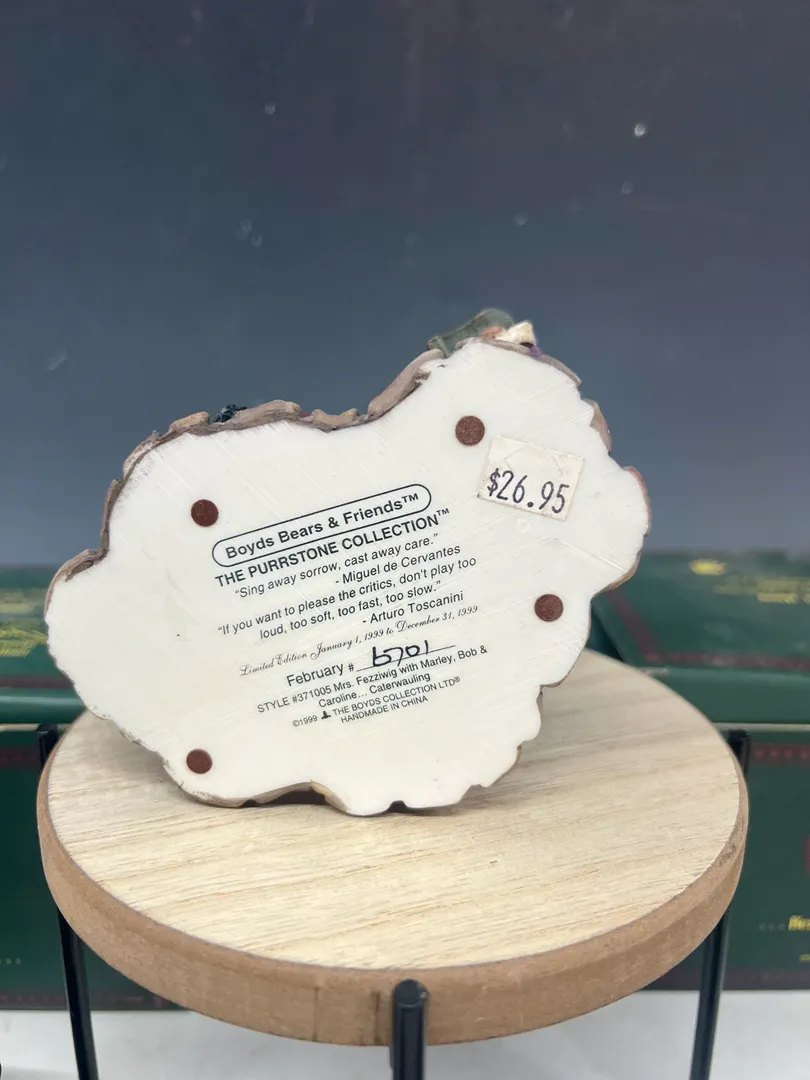 $26.95
Boyds Bears & Friends™
THE PURRSTONE COLLECTION™
"Sing away sorrow, cast away care."
- Miguel de Cervantes
"If you want to please the critics, don't play too
loud, too soft, too fast, too slow."
- Arturo Toscanini
Limited Edition January 1, 1999 to December 31, 1999
February # 5701
STYLE #371005 Mrs. Fezziwig with Marley, Bob &
Caroline... Caterwauling
©1999 THE BOYDS COLLECTION LTD®
HANDMADE IN CHINA